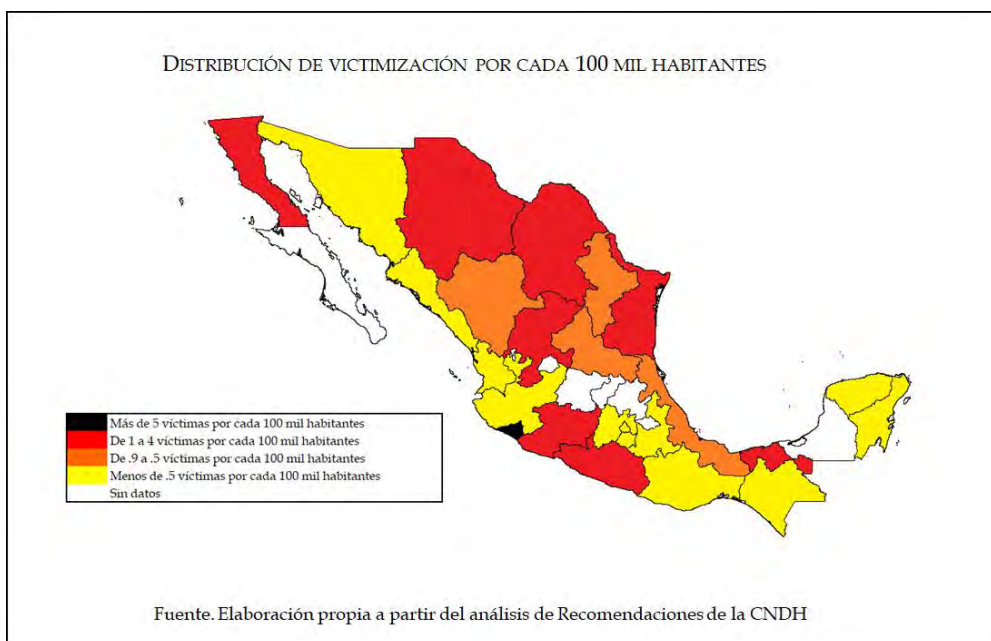 DISTRIBUCIÓN DE VICTIMIZACIÓN POR CADA 100 MIL HABITANTES
Más de 5 víctimas por cada 100 mil habitantes
De 1 a 4 víctimas por cada 100 mil habitantes
De .9 a .5 víctimas por cada 100 mil habitantes
Menos de .5 víctimas por cada 100 mil habitantes
Sin datos
Fuente. Elaboración propia a partir del análisis de Recomendaciones de la CNDH